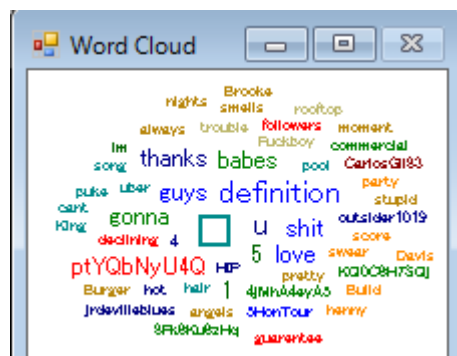 Word Cloud
Brooke
nights smells rooftop
always trouble followers moment
Im Fuckboy commercial
song thanks babes pool CarlosGil83
puke uber guys definition party
cant stupid
King gonna u shit outsider1019
declining 4 score
ptYQbNyU4Q HIP 5 love swear Davis
pretty KQ0C8H7SQJ
Burger hot hair 1 4jMhA4eyA5 Build
jrdevilleblues angels 5HonTour henny
guarentee